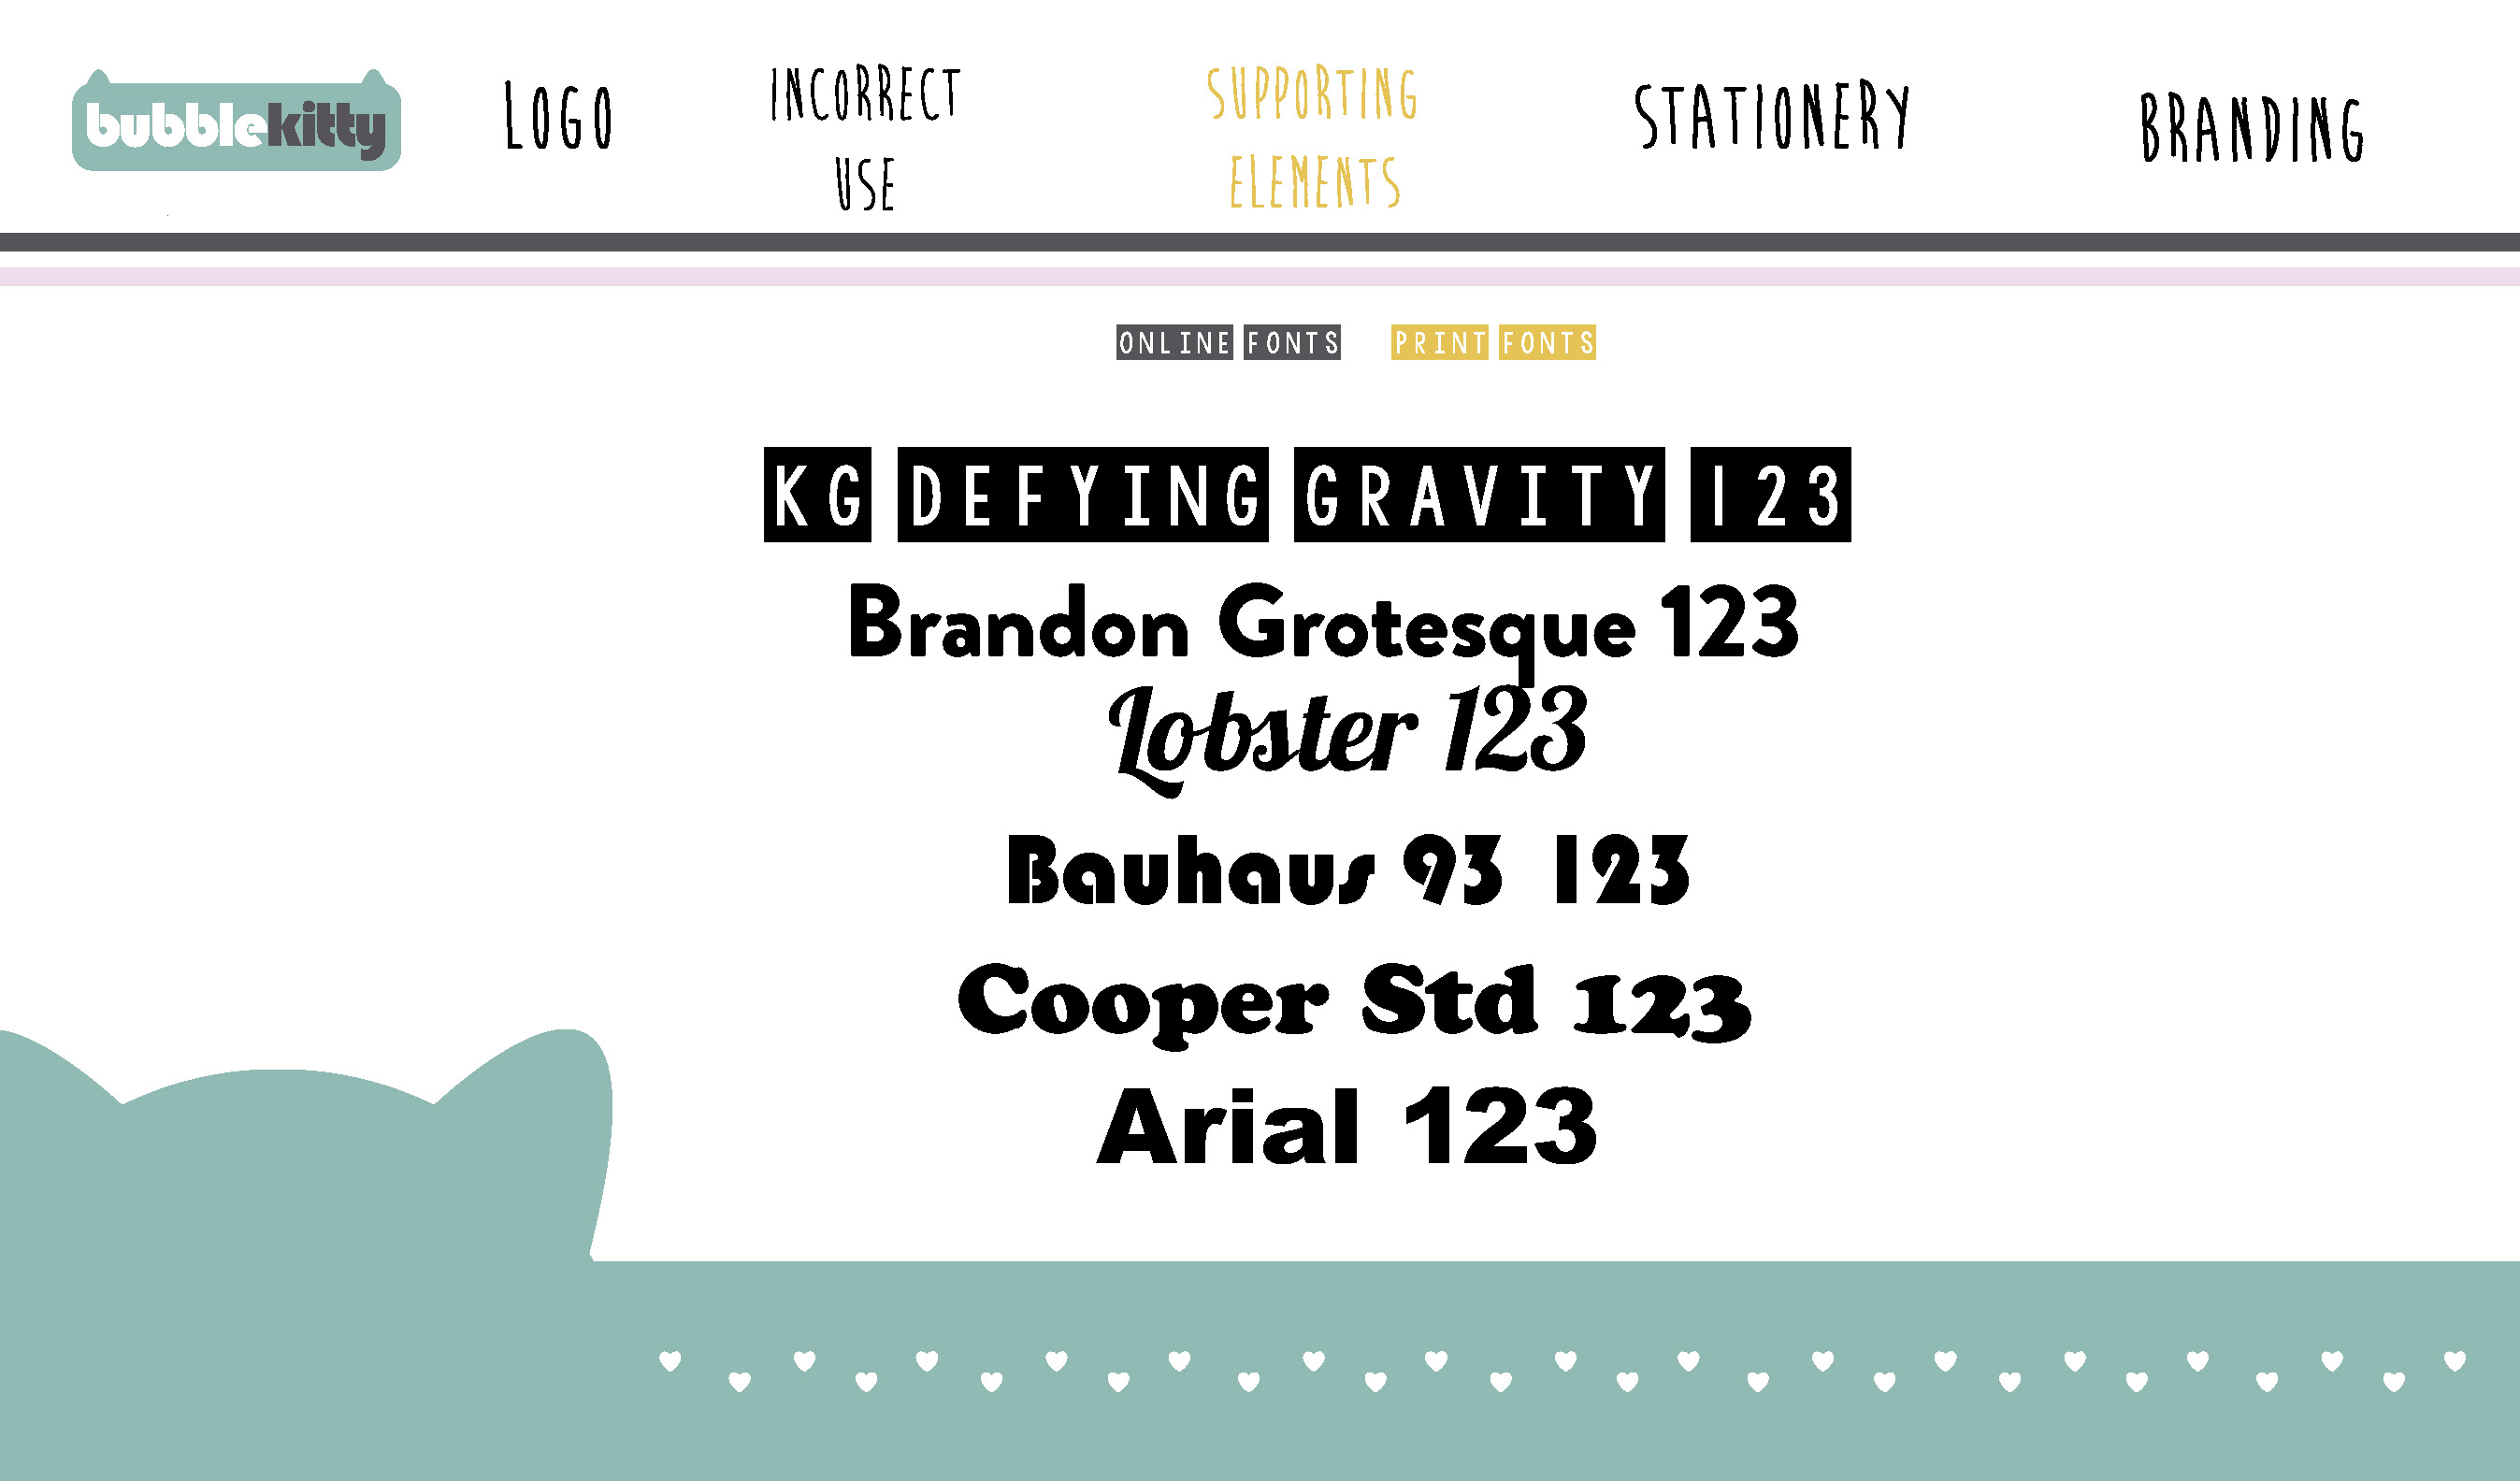 bubblekitty
LOGO
INCORRECT
USE
SUPPORTING
ELEMENTS
STATIONERY
BRANDING
ONLINE FONTS
PRINT FONTS
KG DEFYING GRAVITY 123
Brandon Grotesque 123
Lobster 123
Bauhaus 93 123
Cooper Std 123
Arial 123